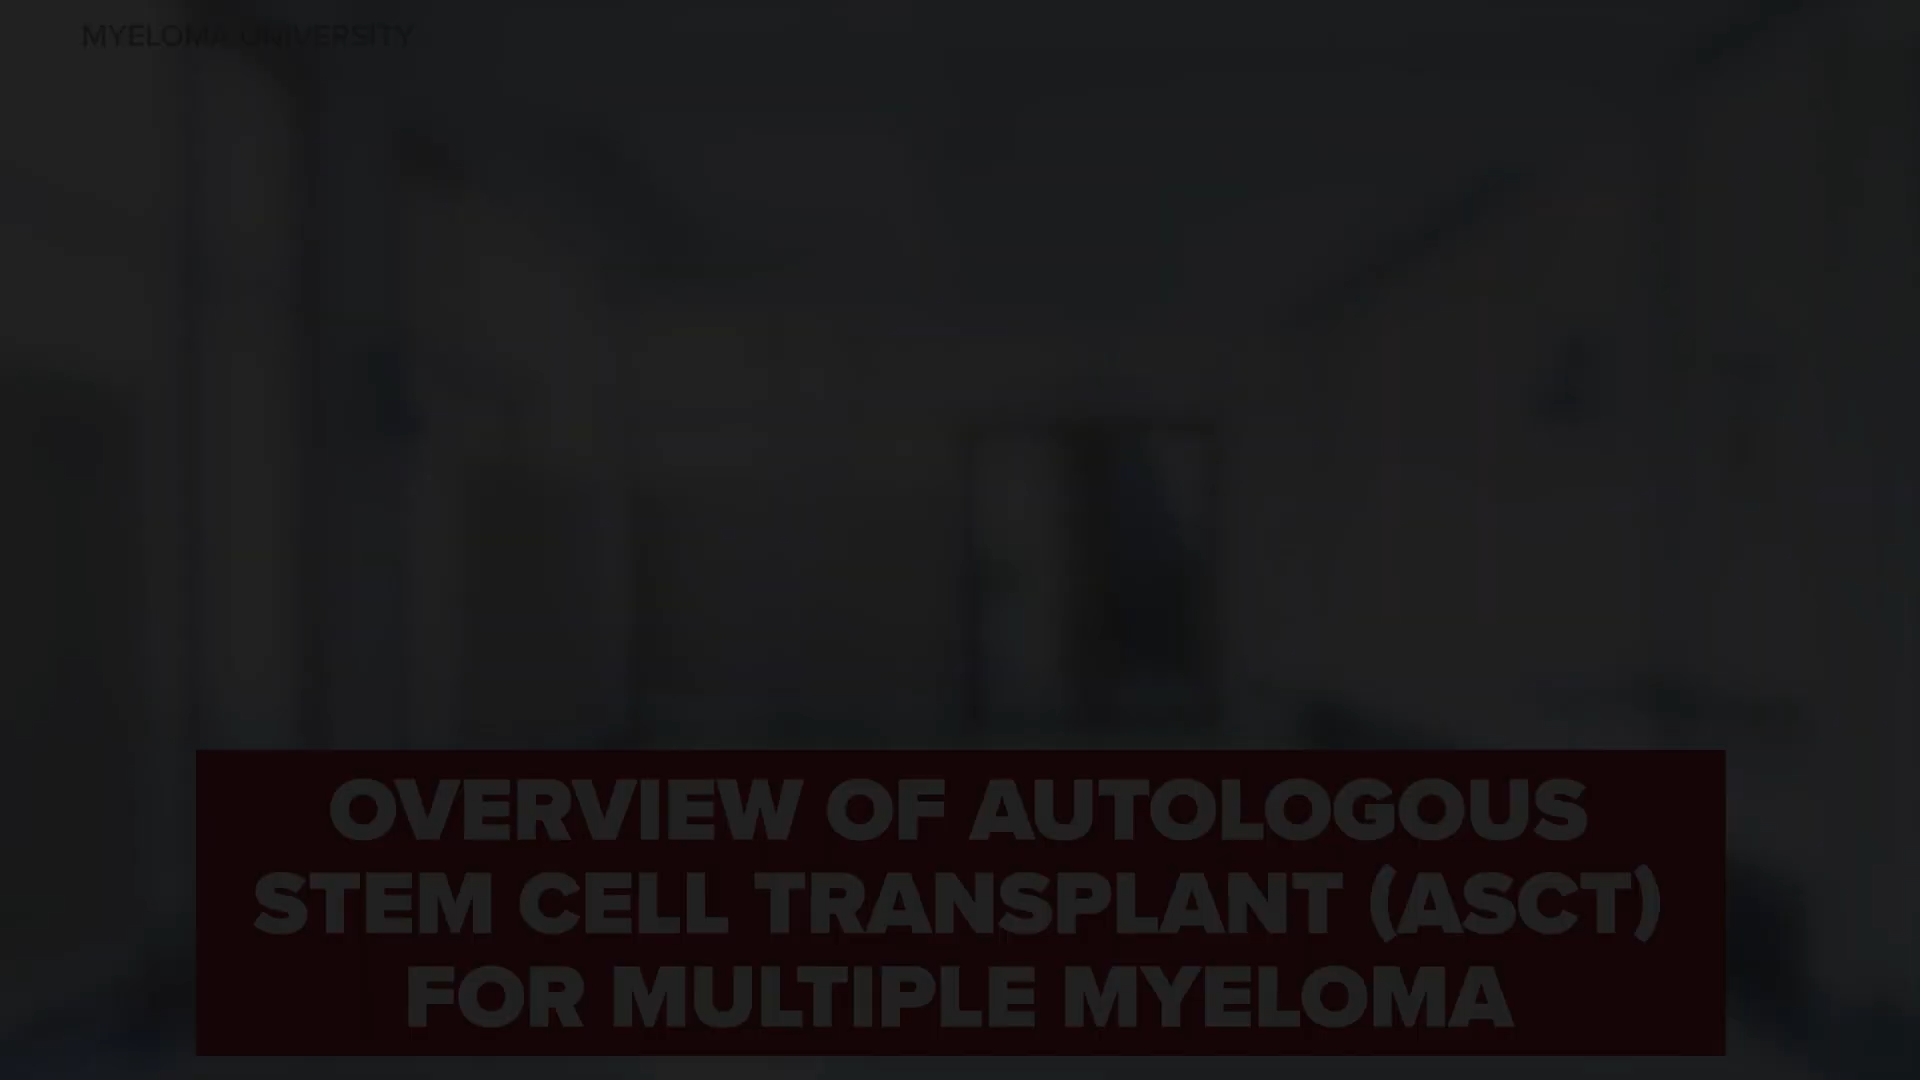 MYELOMA UNIVERSITY
OVERVIEW OF AUTOLOGOUS
STEM CELL TRANSPLANT (ASCT)
FOR MULTIPLE MYELOMA